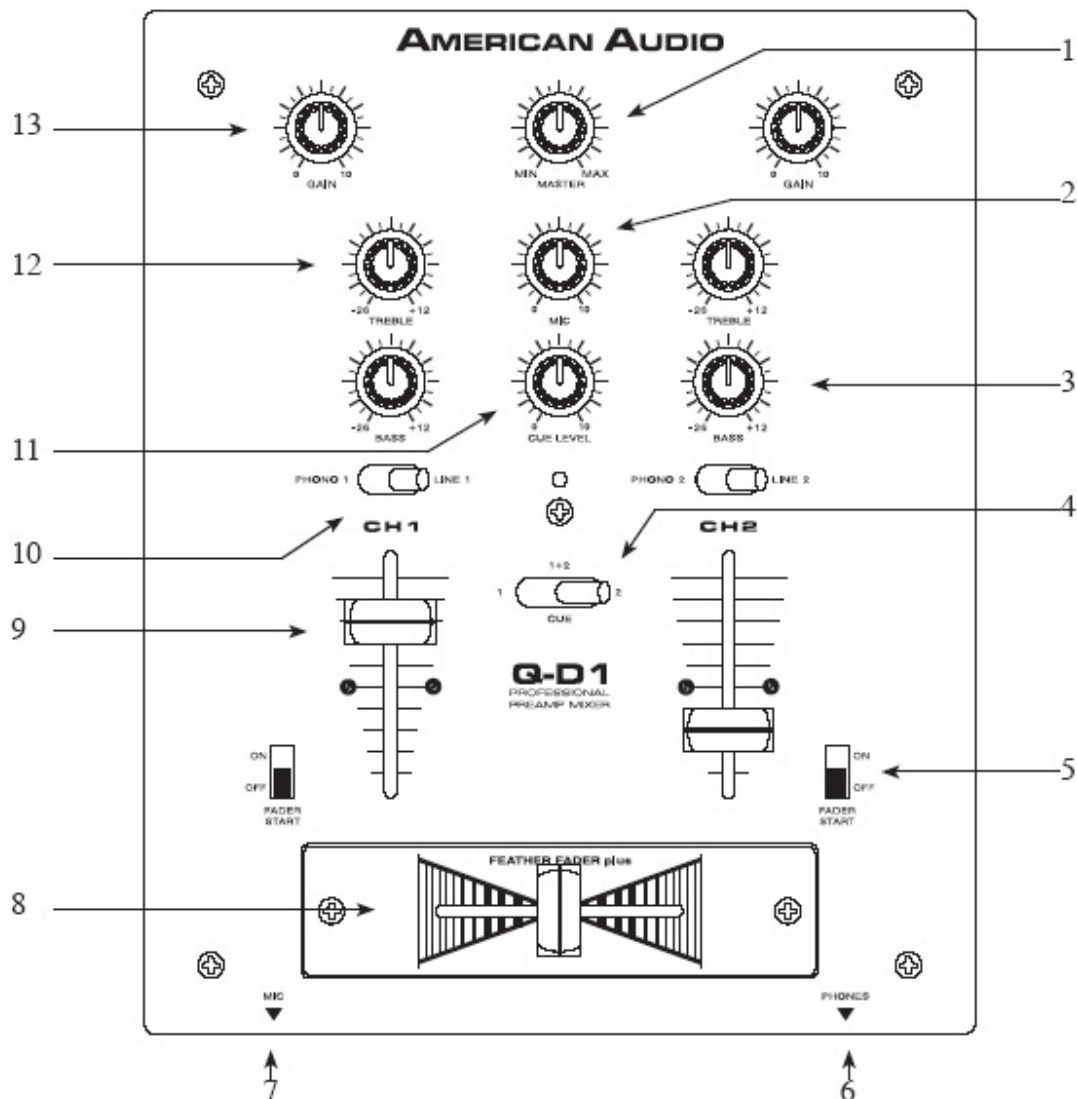 AMERICAN AUDIO
1
13
0 10
GAIN
MIN MAX
MASTER
0 10
GAIN
2
12
-26 +12
TREBLE
0 10
MIC
-26 +12
TREBLE
3
-26 +12
BASS
0 10
CUE LEVEL
-26 +12
BASS
11
PHONO 1 LINE 1
PHONO 2 LINE 2
4
10
CH1
CH2
1+2
1 2
CUE
9
Q-D1
PROFESSIONAL
PREAMP MIXER
ON
OFF
FADER
START
ON
OFF
FADER
START
5
FEATHER FADER plus
8
MIC
PHONES
7
6